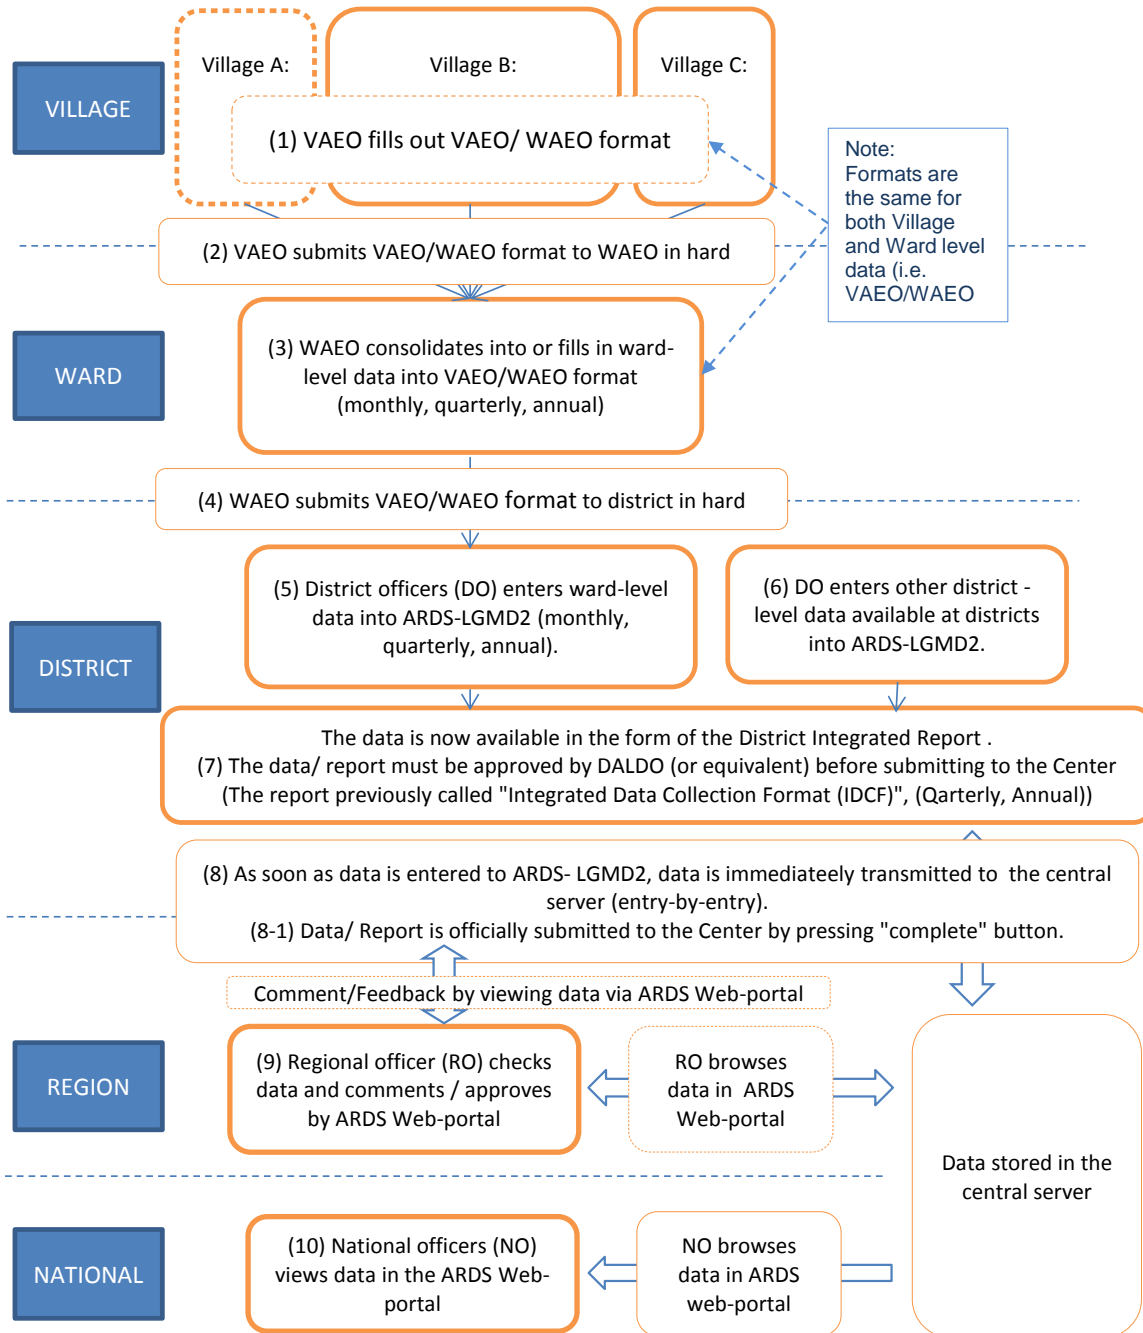 Village A:
Village B:
Village C:
VILLAGE
(1) VAEO fills out VAEO/ WAEO format
Note:
Formats are
the same for
both Village
and Ward level
data (i.e.
VAEO/WAEO
(2) VAEO submits VAEO/WAEO format to WAEO in hard
WARD
(3) WAEO consolidates into or fills in ward-
level data into VAEO/WAEO format
(monthly, quarterly, annual)
(4) WAEO submits VAEO/WAEO format to district in hard
DISTRICT
(5) District officers (DO) enters ward-level
data into ARDS-LGMD2 (monthly,
quarterly, annual).
(6) DO enters other district -
level data available at districts
into ARDS-LGMD2.
The data is now available in the form of the District Integrated Report .
(7) The data/ report must be approved by DALDO (or equivalent) before submitting to the Center
(The report previously called "Integrated Data Collection Format (IDCF)", (Qarterly, Annual))
(8) As soon as data is entered to ARDS- LGMD2, data is immediateely transmitted to the central
server (entry-by-entry).
(8-1) Data/ Report is officially submitted to the Center by pressing "complete" button.
Comment/Feedback by viewing data via ARDS Web-portal
REGION
(9) Regional officer (RO) checks
data and comments / approves
by ARDS Web-portal
RO browses
data in ARDS
Web-portal
Data stored in the
central server
NATIONAL
(10) National officers (NO)
views data in the ARDS Web-
portal
NO browses
data in ARDS
web-portal